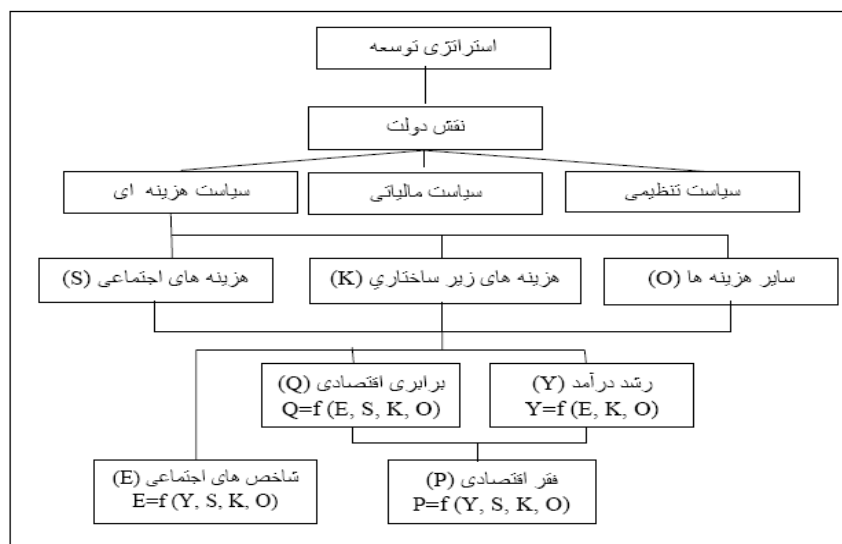 استراتژی توسعه
نقش دولت
سیاست تنظیمی
سیاست مالیاتی
سیاست هزینه ای
سایر هزینه ها (O)
هزینه های زیر ساختاري (K)
هزینه های اجتماعی (S)
رشد درآمد (Y)
Y=f (E, K, O)
برابری اقتصادی (Q)
Q=f (E, S, K, O)
فقر اقتصادی (P)
P=f (Y, S, K, O)
شاخص های اجتماعی (E)
E=f (Y, S, K, O)